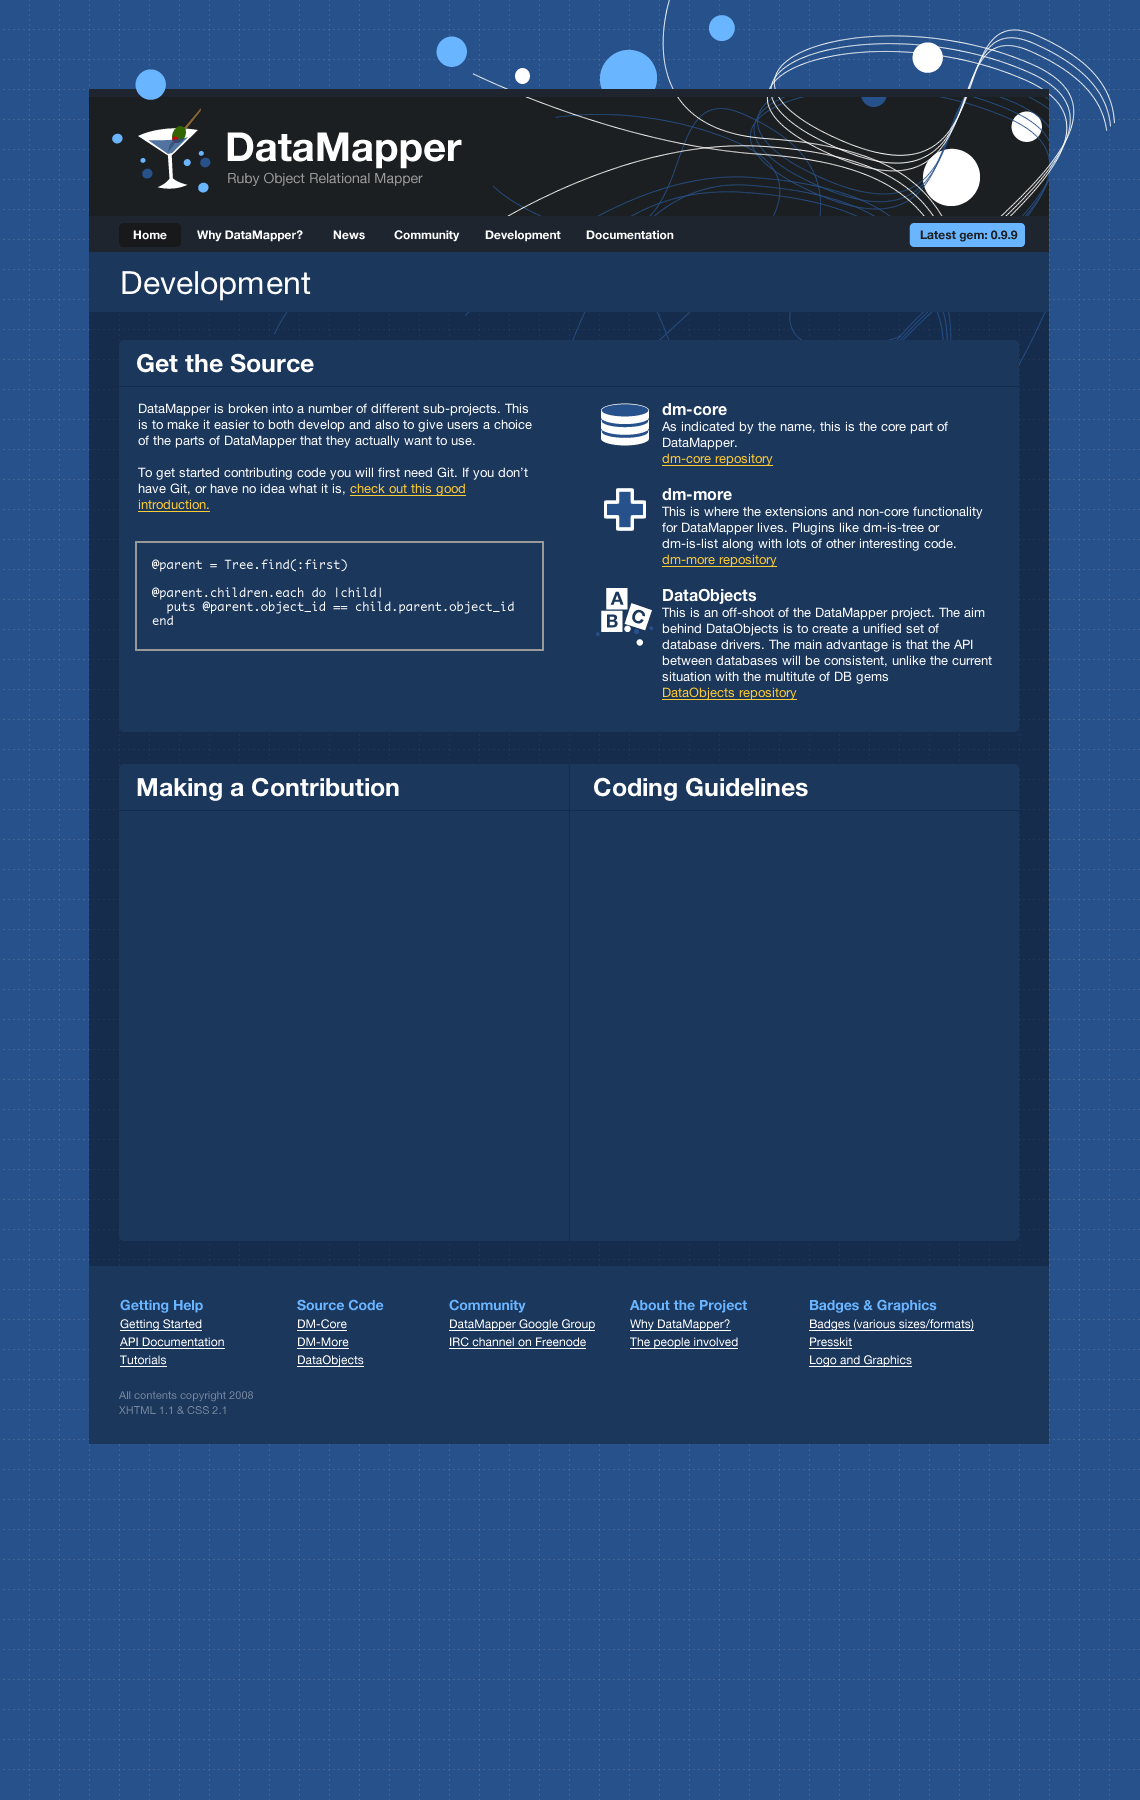 DataMapper
Ruby Object Relational Mapper
Home Why DataMapper? News Community Development Documentation Latest gem: 0.9.9
Development
Get the Source
DataMapper is broken into a number of different sub-projects. This
is to make it easier to both develop and also to give users a choice
of the parts of DataMapper that they actually want to use.
To get started contributing code you will first need Git. If you don't
have Git, or have no idea what it is, check out this good
introduction.
@parent = Tree.find(:first)
@parent.children.each do |child|
  puts @parent.object_id == child.parent.object_id
end
dm-core
As indicated by the name, this is the core part of
DataMapper.
dm-core repository
dm-more
This is where the extensions and non-core functionality
for DataMapper lives. Plugins like dm-is-tree or
dm-is-list along with lots of other interesting code.
dm-more repository
A
B C
DataObjects
This is an off-shoot of the DataMapper project. The aim
behind DataObjects is to create a unified set of
database drivers. The main advantage is that the API
between databases will be consistent, unlike the current
situation with the multitute of DB gems
DataObjects repository
Making a Contribution
Coding Guidelines
Getting Help
Getting Started
API Documentation
Tutorials
Source Code
DM-Core
DM-More
DataObjects
Community
DataMapper Google Group
IRC channel on Freenode
About the Project
Why DataMapper?
The people involved
Badges & Graphics
Badges (various sizes/formats)
Presskit
Logo and Graphics
All contents copyright 2008
XHTML 1.1 & CSS 2.1